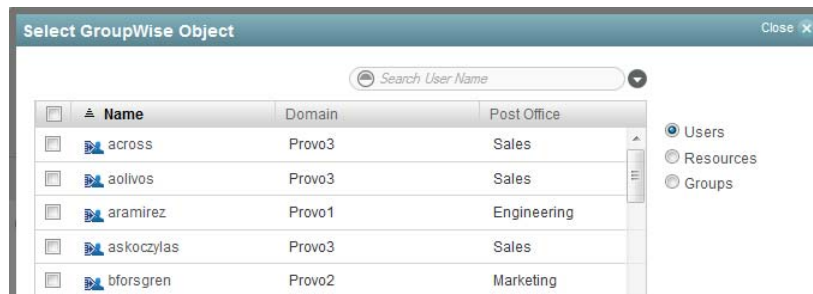 Select GroupWise Object Close
Search User Name
Name Domain Post Office
across Provo3 Sales
aolivos Provo3 Sales
aramirez Provo1 Engineering
askoczylas Provo3 Sales
bforsgren Provo2 Marketing
Users
Resources
Groups